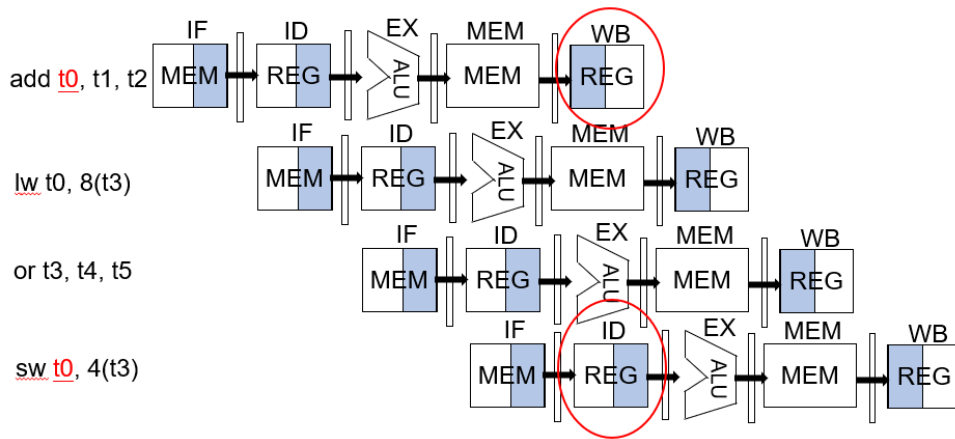 IF ID EX MEM WB
add t0, t1, t2 MEM REG ALU MEM REG
IF ID EX MEM WB
lw t0, 8(t3) MEM REG ALU MEM REG
IF ID EX MEM WB
or t3, t4, t5 MEM REG ALU MEM REG
IF ID EX MEM WB
sw t0, 4(t3) MEM REG ALU MEM REG